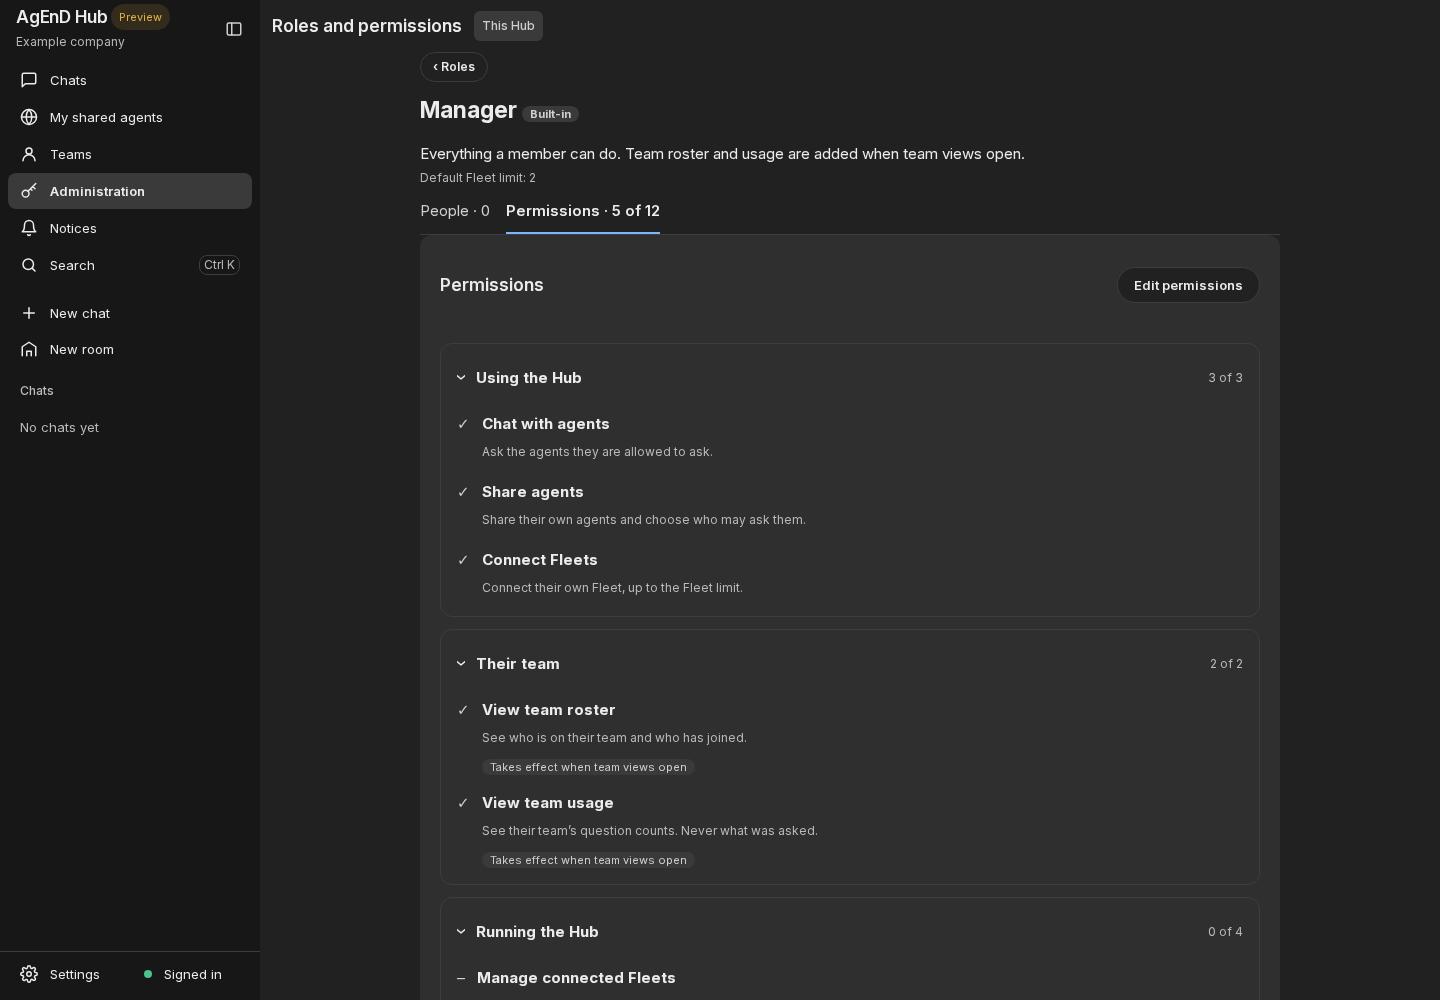 AgEnD Hub Preview
Example company
Chats
My shared agents
Teams
Administration
Notices
Search Ctrl K
New chat
New room
Chats
No chats yet
Settings Signed in
Roles and permissions This Hub
‹ Roles
Manager Built-in
Everything a member can do. Team roster and usage are added when team views open.
Default Fleet limit: 2
People · 0 Permissions · 5 of 12
Permissions Edit permissions
Using the Hub 3 of 3
✓ Chat with agents
Ask the agents they are allowed to ask.
✓ Share agents
Share their own agents and choose who may ask them.
✓ Connect Fleets
Connect their own Fleet, up to the Fleet limit.
Their team 2 of 2
✓ View team roster
See who is on their team and who has joined.
Takes effect when team views open
✓ View team usage
See their team’s question counts. Never what was asked.
Takes effect when team views open
Running the Hub 0 of 4
– Manage connected Fleets